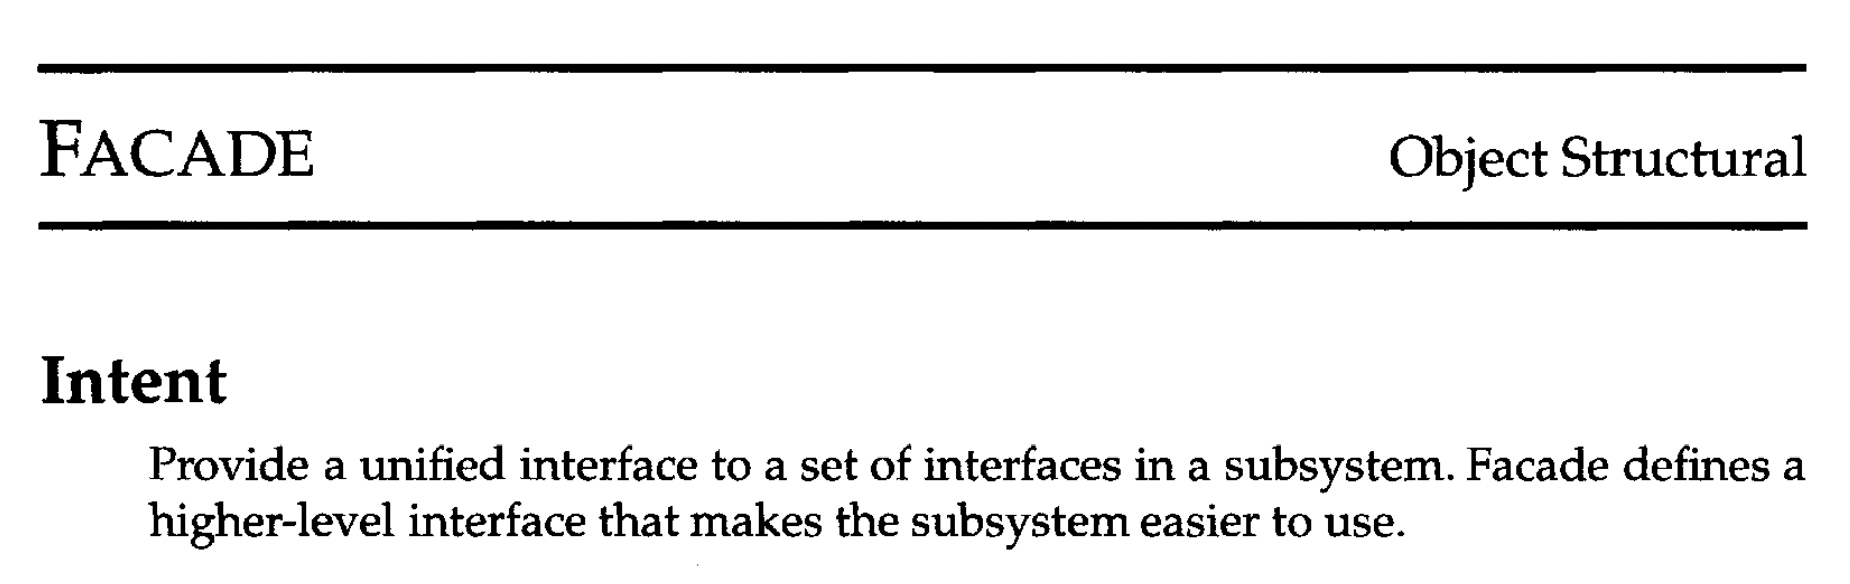 FACADE
Object Structural
Intent
Provide a unified interface to a set of interfaces in a subsystem. Facade defines a
higher-level interface that makes the subsystem easier to use.